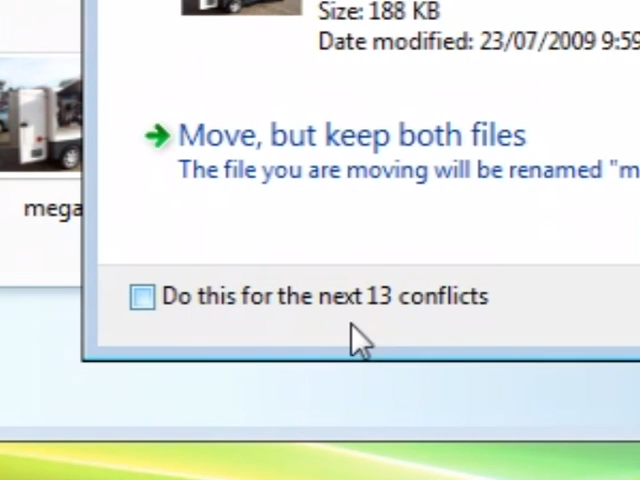 Size: 188 KB
Date modified: 23/07/2009 9:59
Move, but keep both files
The file you are moving will be renamed "m
mega
Do this for the next 13 conflicts